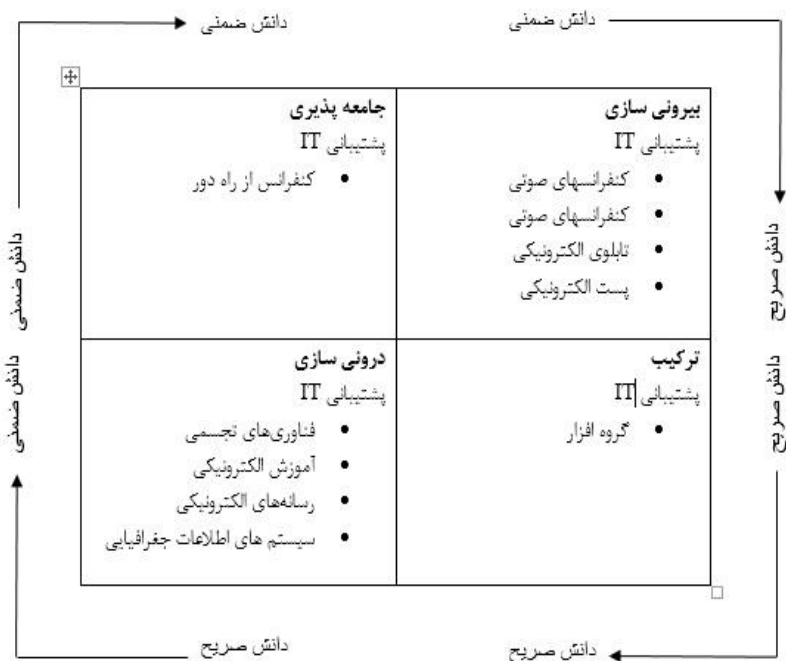 دانش ضمنی
دانش ضمنی
بیرونی سازی
پشتیبانی IT
کنفرانسهای صوتی
کنفرانسهای صوتی
تابلوی الکترونیکی
پست الکترونیکی
جامعه پذیری
پشتیبانی IT
کنفرانس از راه دور
دانش صریح
دانش ضمنی
دانش صریح
دانش ضمنی
ترکیب
پشتیبانی IT
گروه افزار
درونی سازی
پشتیبانی IT
فناوری‌های تجسمی
آموزش الکترونیکی
رسانه‌های الکترونیکی
سیستم های اطلاعات جغرافیایی
دانش صریح
دانش صریح